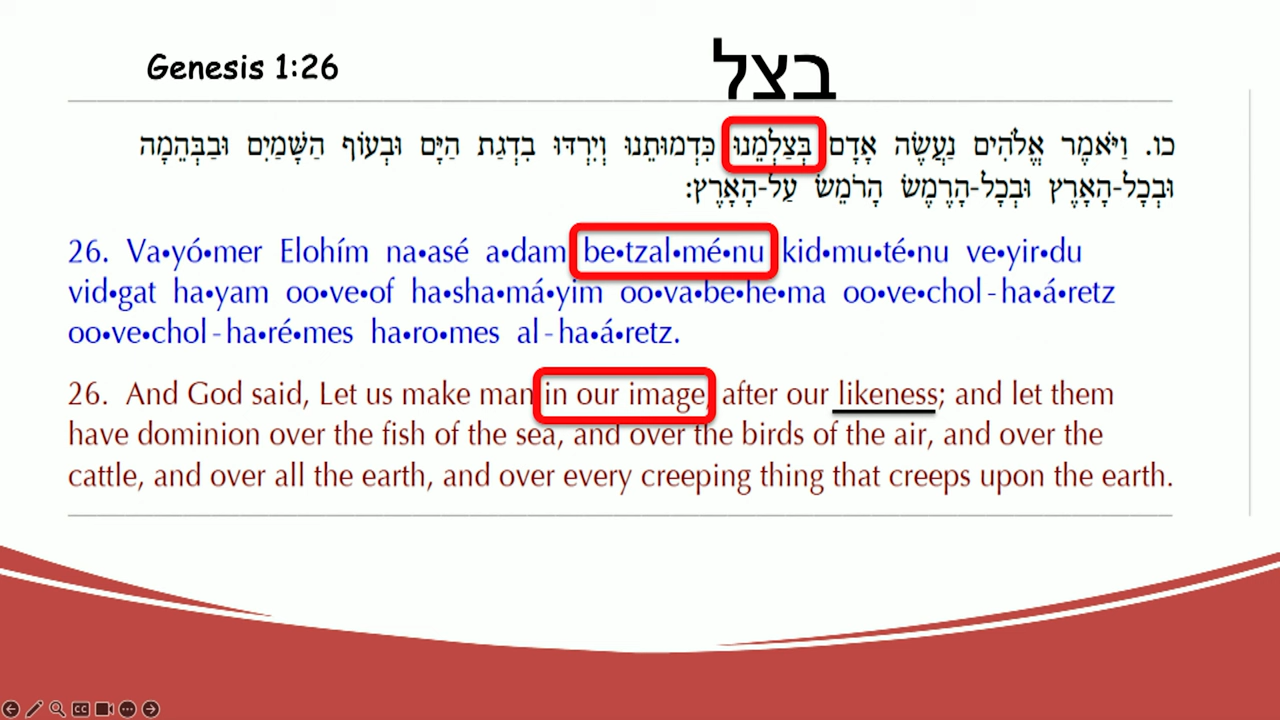 Genesis 1:26
בצל
כו. וַיֹּאמֶר אֱלֹהִים נַעֲשֶׂה אָדָם בְּצַלְמֵנוּ כִּדְמוּתֵנוּ וְיִרְדּוּ בִדְגַת הַיָּם וּבְעוֹף הַשָּׁמַיִם וּבַבְּהֵמָה
וּבְכָל-הָאָרֶץ וּבְכָל-הָרֶמֶשׂ הָרֹמֵשׂ עַל-הָאָרֶץ:
26. Va•yó•mer Elohím na•asé a•dam be•tzal•mé•nu kid•mu•té•nu ve•yir•du
vid•gat ha•yam oo•ve•of ha•sha•má•yim oo•va•be•he•ma oo•ve•chol-ha•á•retz
oo•ve•chol-ha•ré•mes ha•ro•mes al-ha•á•retz.
26. And God said, Let us make man in our image, after our likeness; and let them
have dominion over the fish of the sea, and over the birds of the air, and over the
cattle, and over all the earth, and over every creeping thing that creeps upon the earth.
CC